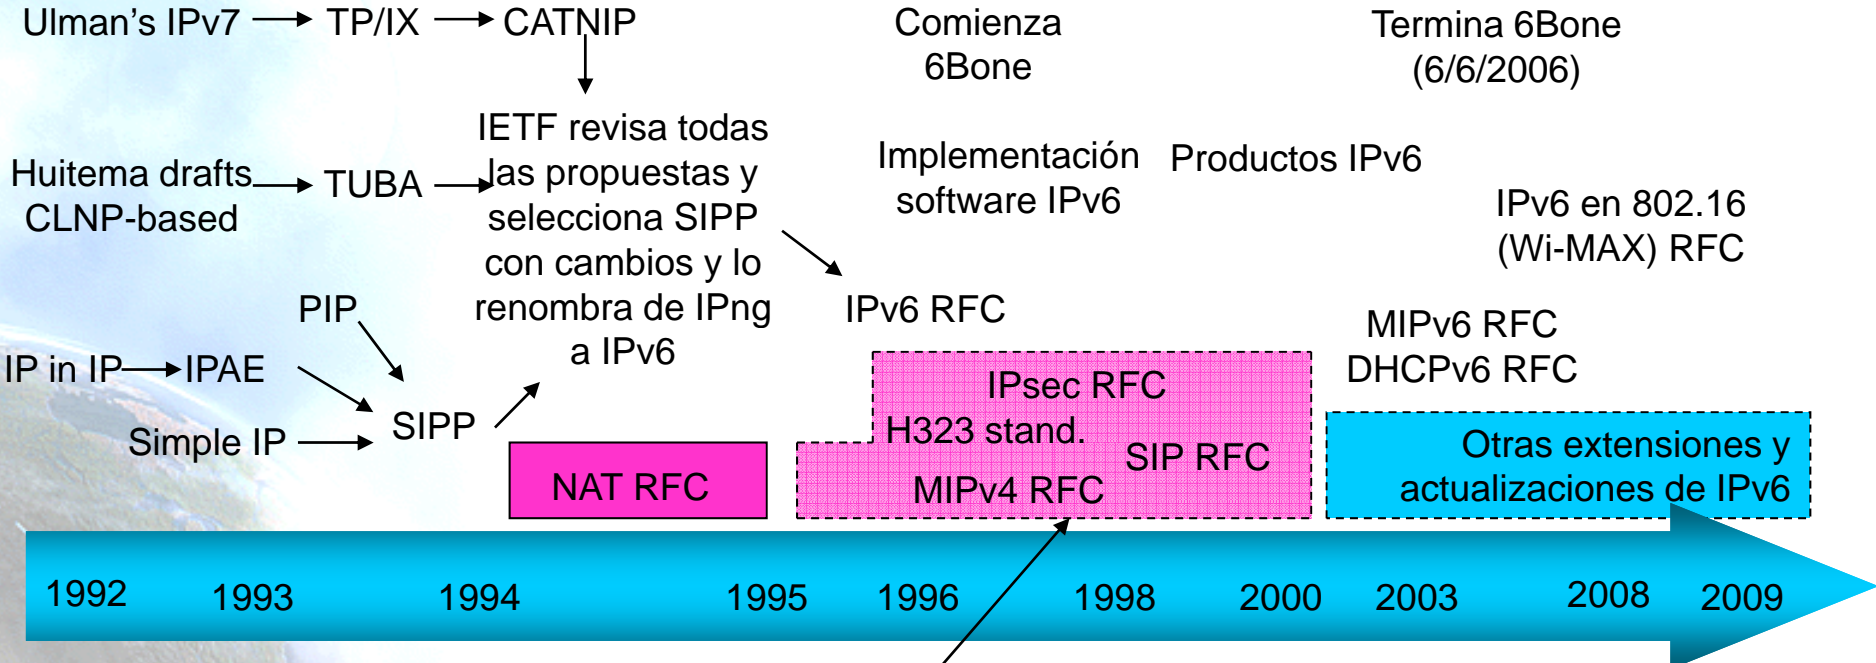 Ulman's IPv7
TP/IX
CATNIP
Comienza
6Bone
Termina 6Bone
(6/6/2006)
Huitema drafts
CLNP-based
TUBA
IETF revisa todas
las propuestas y
selecciona SIPP
con cambios y lo
renombra de IPng
a IPv6
Implementación
software IPv6
Productos IPv6
IPv6 en 802.16
(Wi-MAX) RFC
PIP
IP in IP
IPAE
Simple IP
SIPP
IPv6 RFC
MIPv6 RFC
DHCPv6 RFC
NAT RFC
IPsec RFC
H323 stand.
SIP RFC
MIPv4 RFC
Otras extensiones y
actualizaciones de IPv6
1992
1993
1994
1995
1996
1998
2000
2003
2008
2009